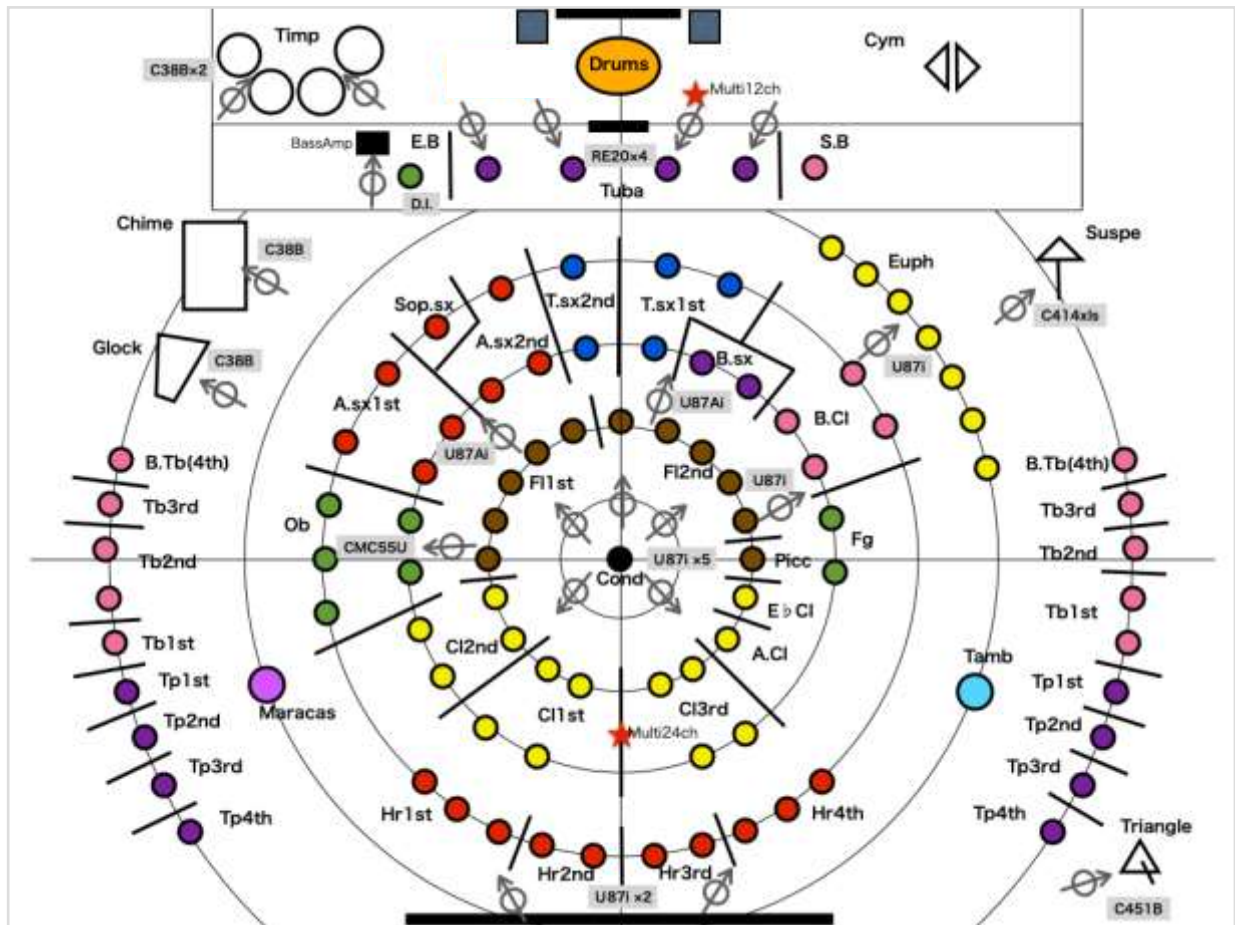 Timp
Cym
C38B×2
Drums
Multi12ch
BassAmp
E.B
RE20×4
S.B
D.I.
Tuba
Chime
C38B
Suspe
Euph
Sop.sx
T.sx2nd
T.sx1st
C414xls
Glock
C38B
A.sx2nd
B.sx
U87i
A.sx1st
U87Ai
B.Cl
U87Ai
B.Tb(4th)
Fl1st
Fl2nd
U87i
B.Tb(4th)
Tb3rd
Ob
Tb3rd
CMC55U
Fg
Tb2nd
Cond
U87i ×5
Picc
Tb2nd
E♭Cl
Tb1st
Tb1st
Cl2nd
A.Cl
Tamb
Tp1st
Tp1st
Maracas
Cl1st
Cl3rd
Tp2nd
Tp2nd
Multi24ch
Tp3rd
Tp3rd
Hr1st
Hr4th
Tp4th
Tp4th
Triangle
Hr2nd
Hr3rd
U87i ×2
C451B